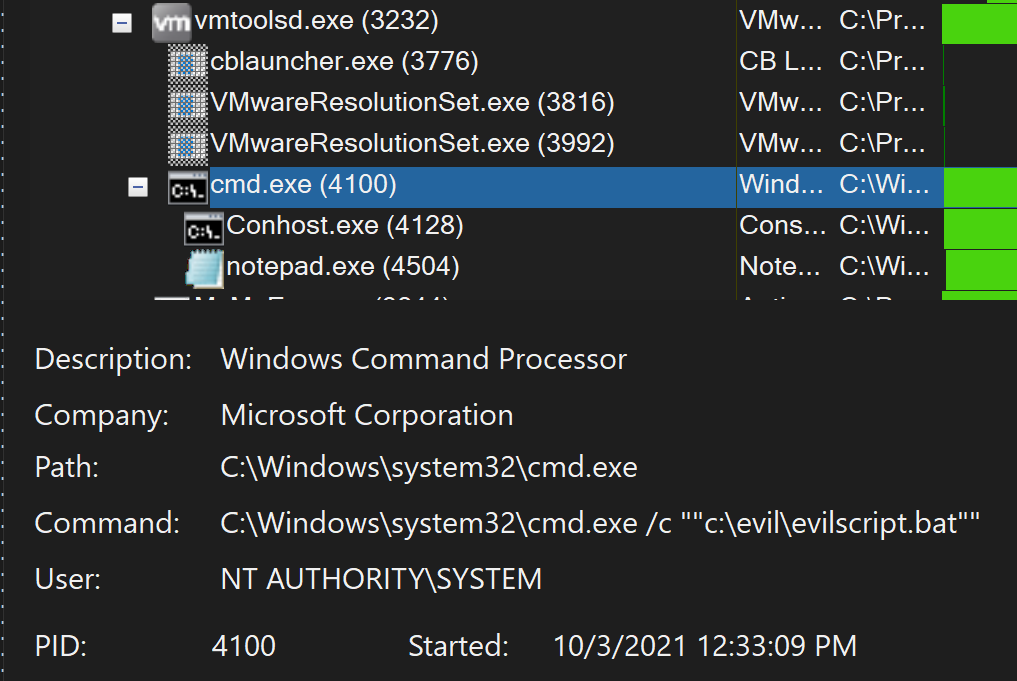 vmtoolsd.exe (3232) VMw... C:\Pr...
cblauncher.exe (3776) CB L... C:\Pr...
VMwareResolutionSet.exe (3816) VMw... C:\Pr...
VMwareResolutionSet.exe (3992) VMw... C:\Pr...
cmd.exe (4100) Wind... C:\Wi...
Conhost.exe (4128) Cons... C:\Wi...
notepad.exe (4504) Note... C:\Wi...
Description: Windows Command Processor
Company: Microsoft Corporation
Path: C:\Windows\system32\cmd.exe
Command: C:\Windows\system32\cmd.exe /c ""c:\evil\evilscript.bat""
User: NT AUTHORITY\SYSTEM
PID: 4100 Started: 10/3/2021 12:33:09 PM